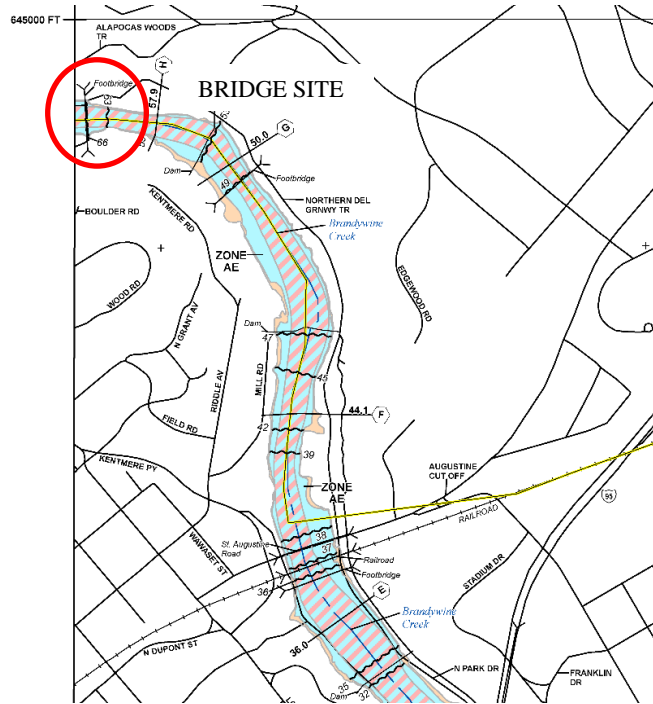 645000 FT
ALAPOCAS WOODS
TR
Footbridge
63
66
57.9
H
BRIDGE SITE
50.0
G
Dam
49
Footbridge
NORTHERN DEL
GRNWY TR
Brandywine
Creek
BOULDER RD
KENTMERE RD
ZONE
AE
WOOD RD
N GRANT AV
EDGEWOOD RD
Dam
47
RIDDLE AV
MILL RD
45
44.1
F
42
FIELD RD
39
KENTMERE PY
ZONE
AE
AUGUSTINE
CUT OFF
95
RAILROAD
WAWASET ST
St. Augustine
Road
38
37
Railroad
Footbridge
36
STADIUM DR
E
Brandywine
Creek
36.0
N DUPONT ST
N PARK DR
FRANKLIN
DR
35
Dam
32